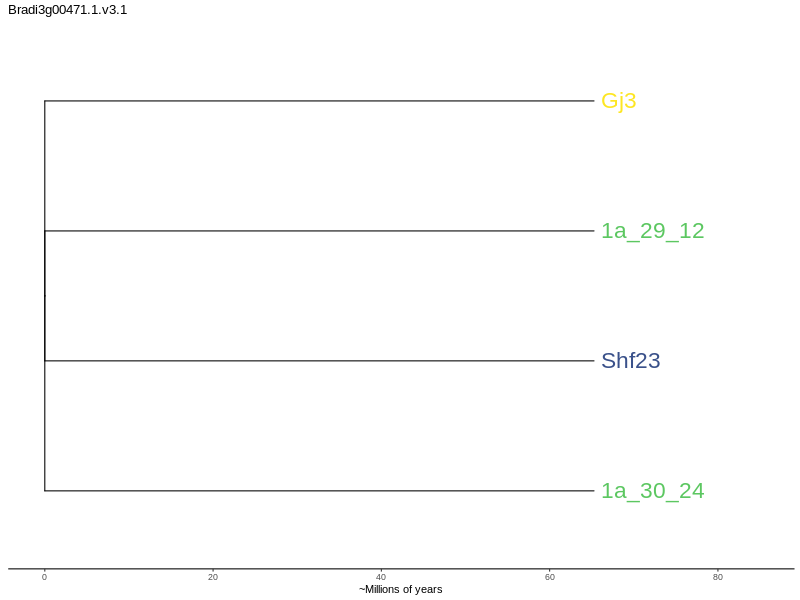 Bradi3g00471.1.v3.1
Gj3
1a_29_12
Shf23
1a_30_24
0 20 40 60 80
~Millions of years